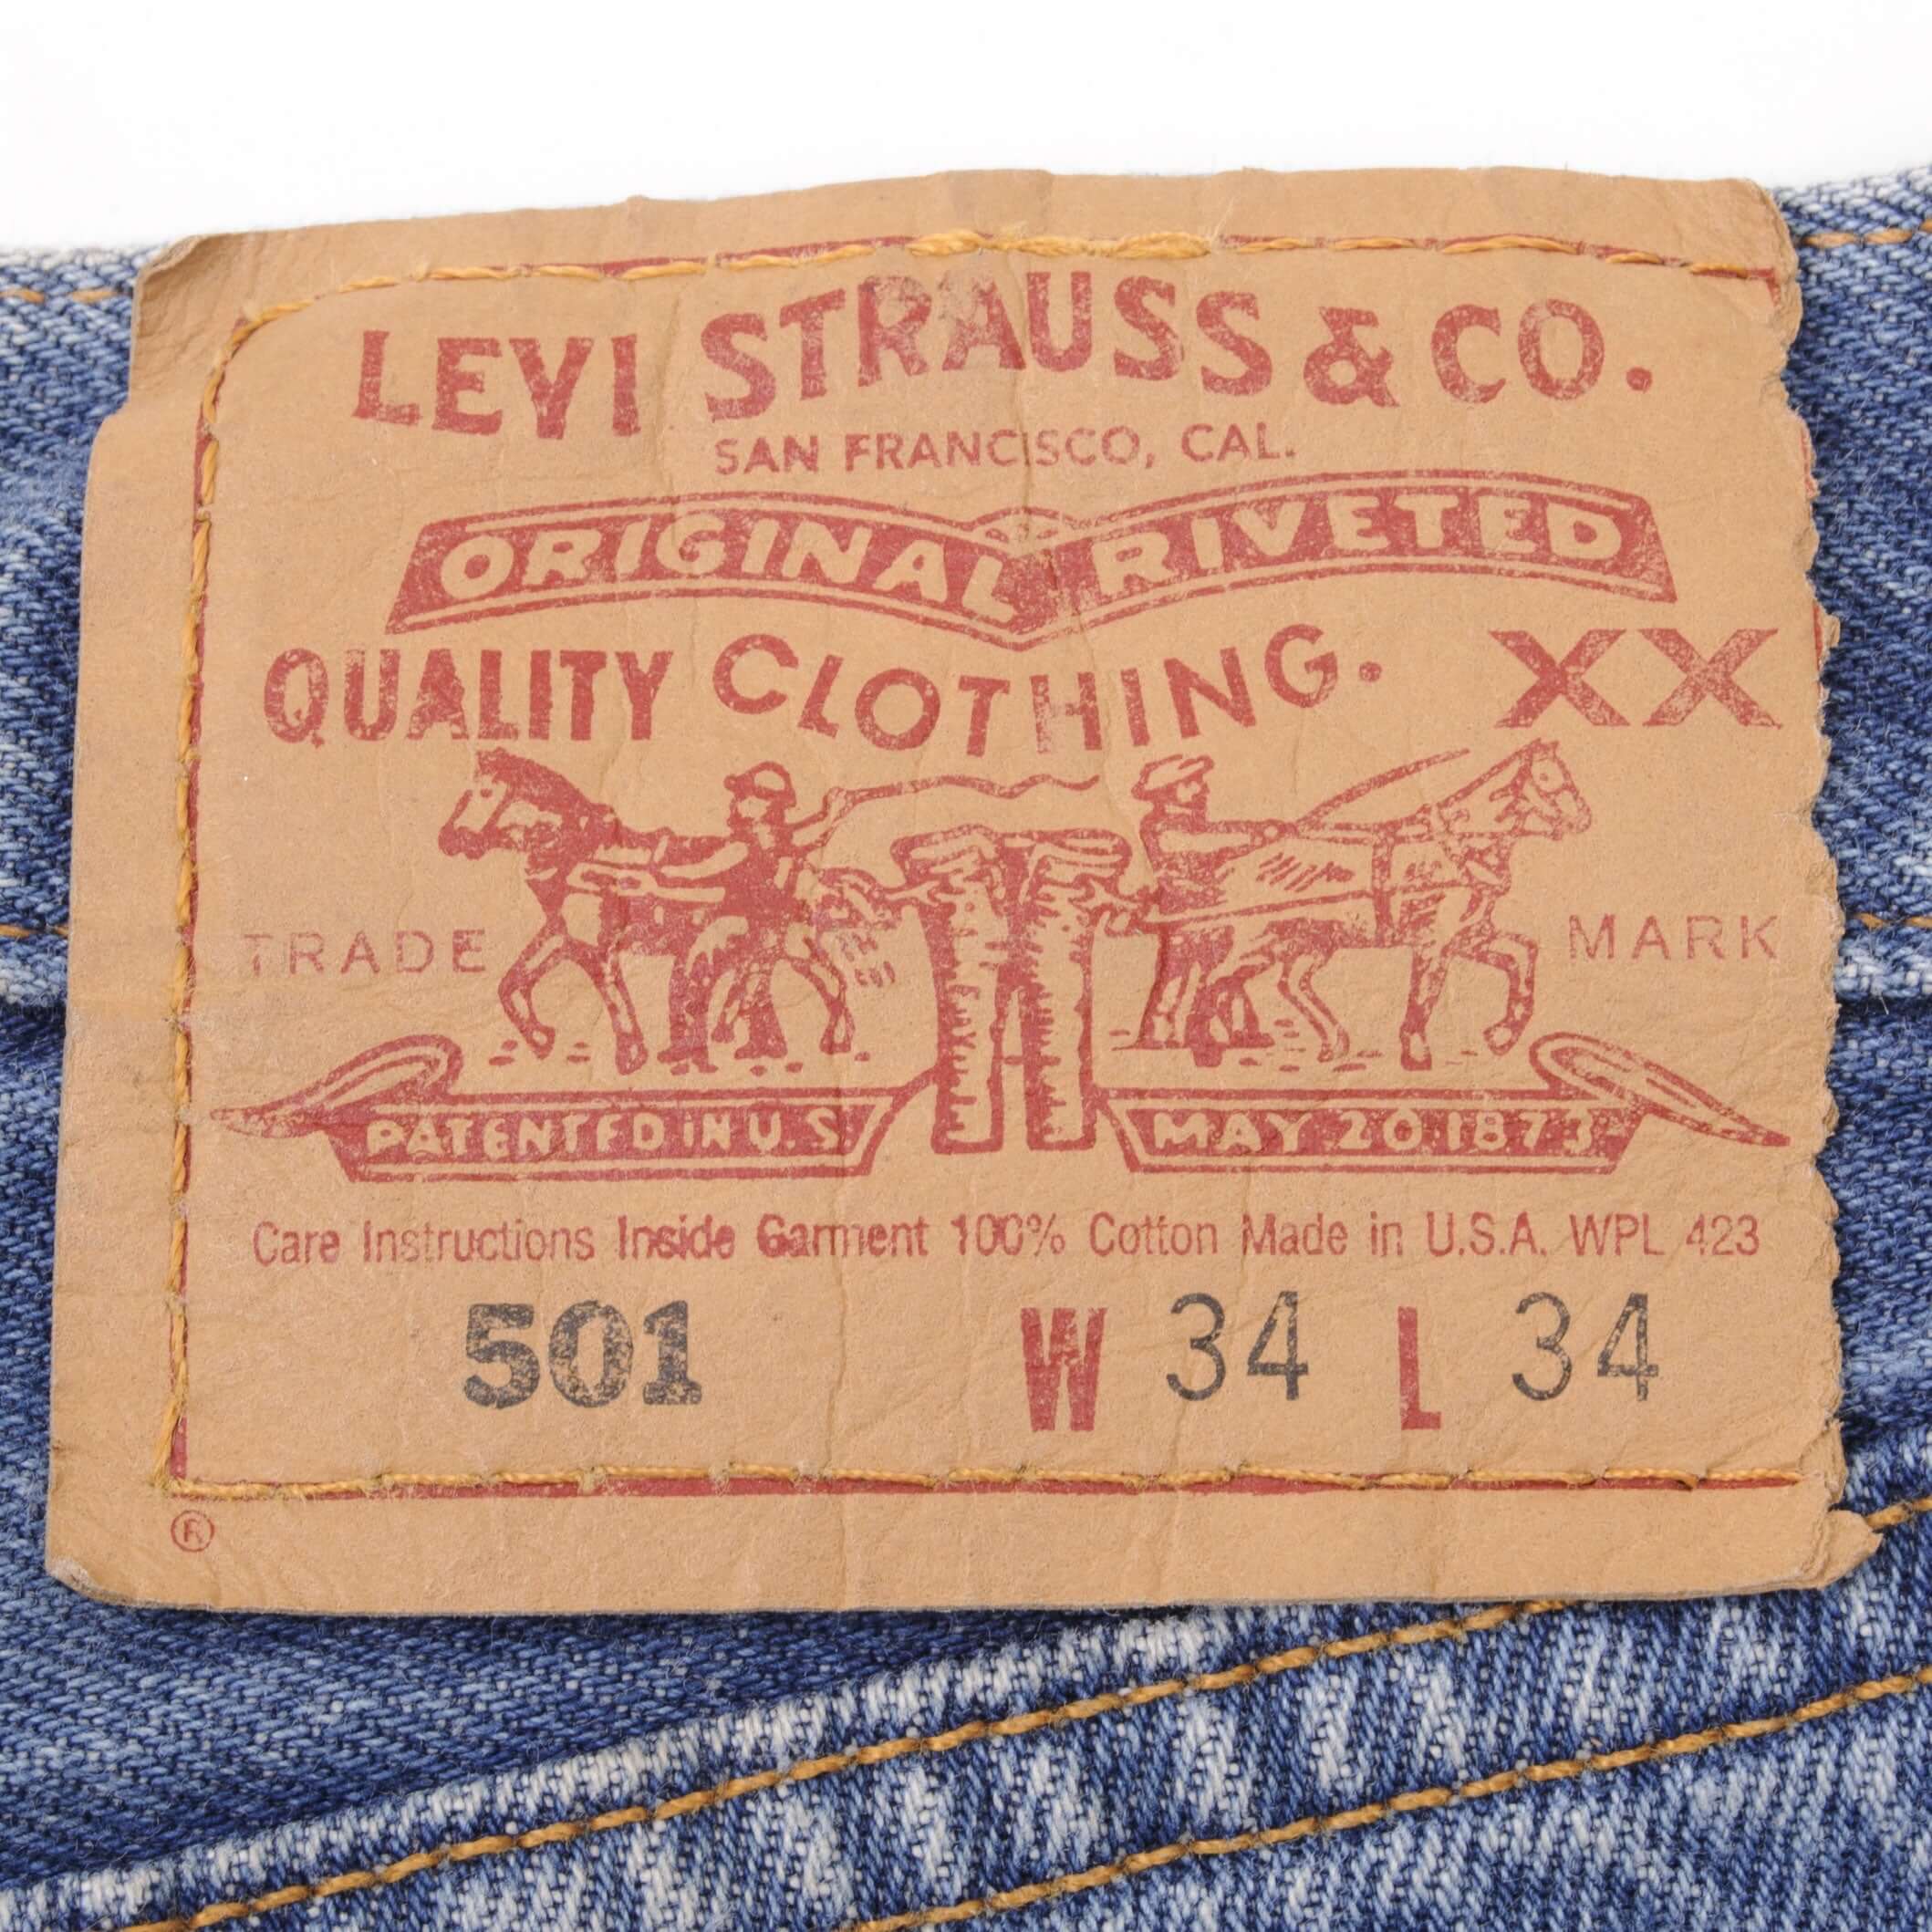 LEVI STRAUSS & CO.
SAN FRANCISCO, CAL.
ORIGINAL RIVETED
QUALITY CLOTHING. XX
TRADE MARK
PATENTED IN U.S. MAY 20 1873
Care Instructions Inside Garment 100% Cotton Made in U.S.A. WPL 423
501 W 34 L 34
®